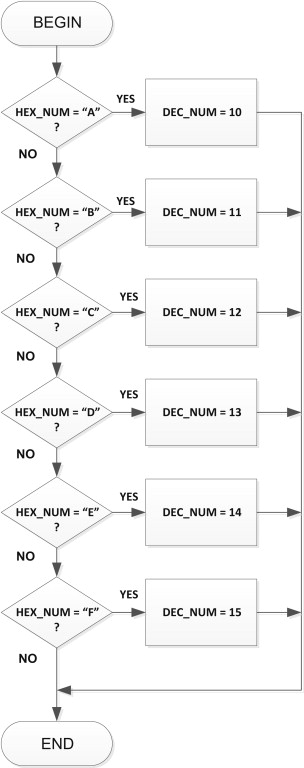 BEGIN
HEX_NUM = “A”
?
YES
DEC_NUM = 10
NO
HEX_NUM = “B”
?
YES
DEC_NUM = 11
NO
HEX_NUM = “C”
?
YES
DEC_NUM = 12
NO
HEX_NUM = “D”
?
YES
DEC_NUM = 13
NO
HEX_NUM = “E”
?
YES
DEC_NUM = 14
NO
HEX_NUM = “F”
?
YES
DEC_NUM = 15
NO
END